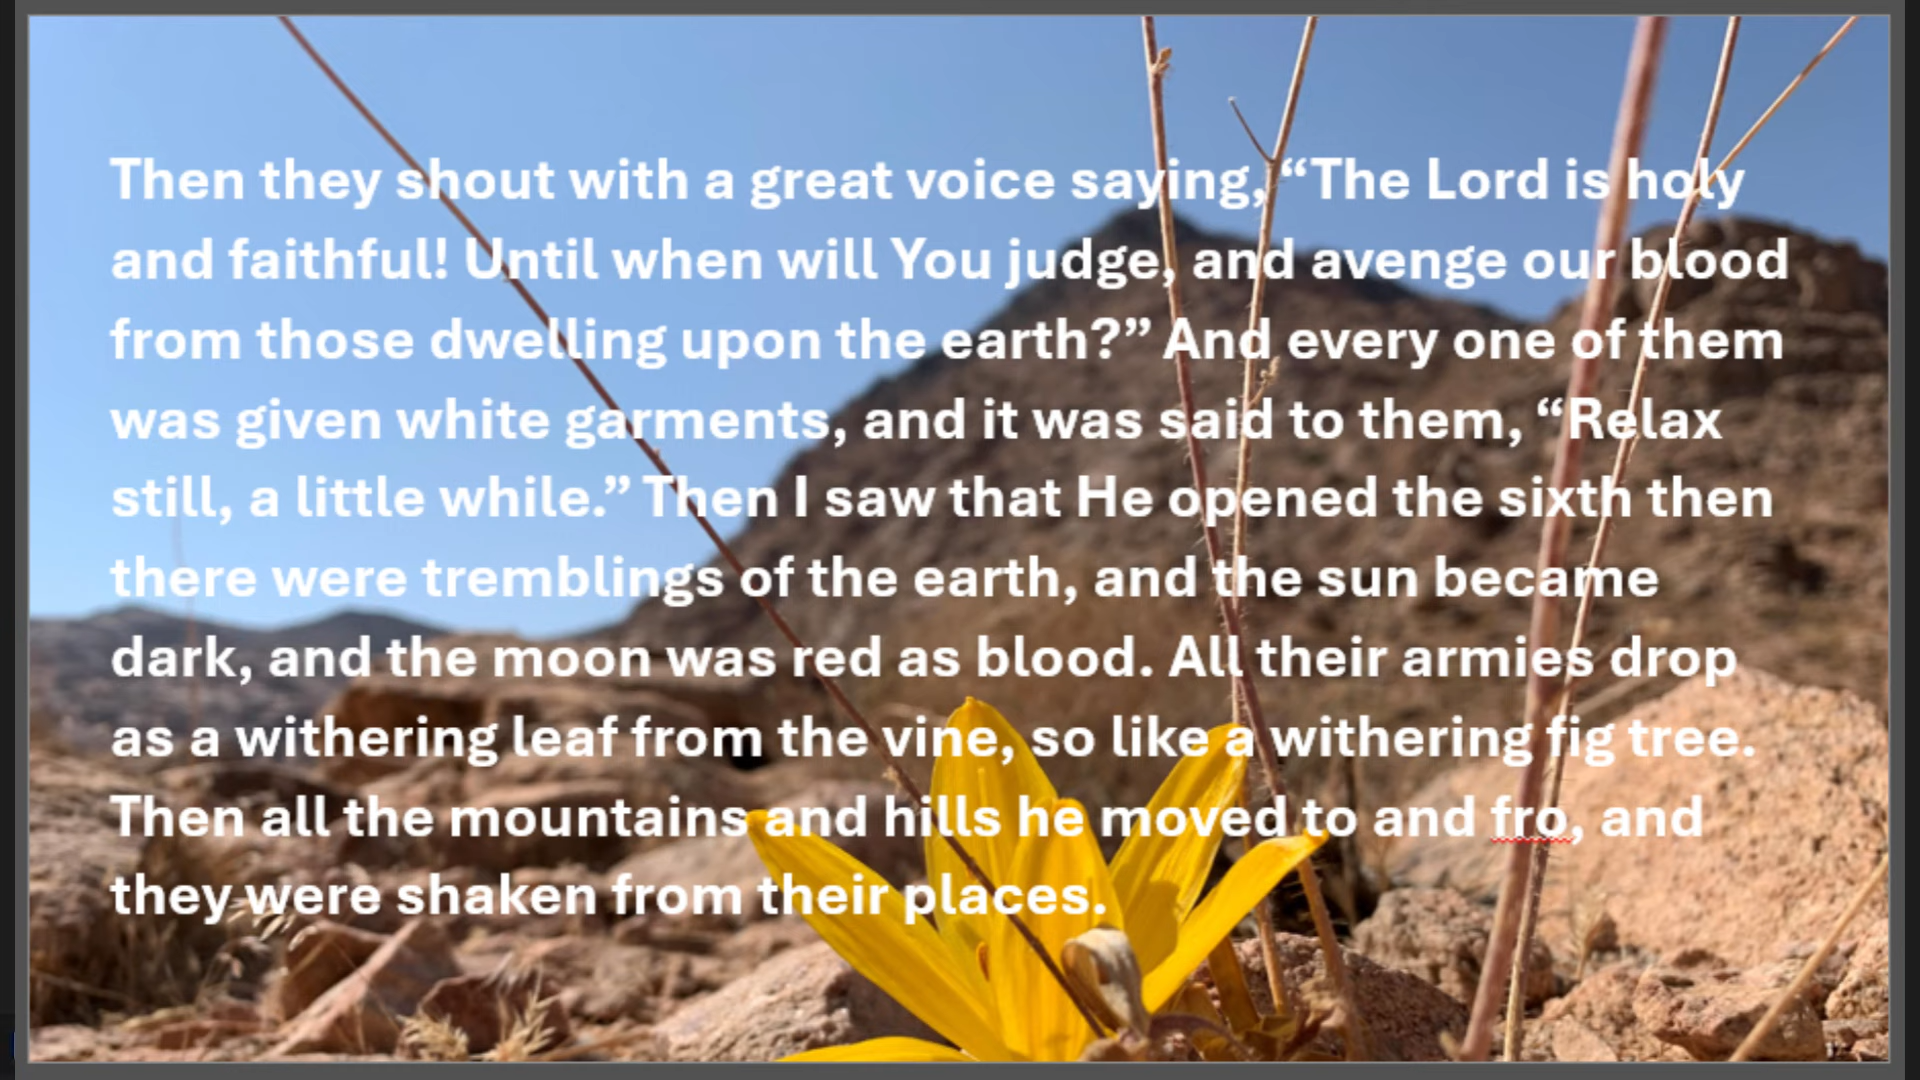 Then they shout with a great voice saying, “The Lord is holy
and faithful! Until when will You judge, and avenge our blood
from those dwelling upon the earth?” And every one of them
was given white garments, and it was said to them, “Relax
still, a little while.” Then I saw that He opened the sixth then
there were tremblings of the earth, and the sun became
dark, and the moon was red as blood. All their armies drop
as a withering leaf from the vine, so like a withering fig tree.
Then all the mountains and hills he moved to and fro, and
they were shaken from their places.